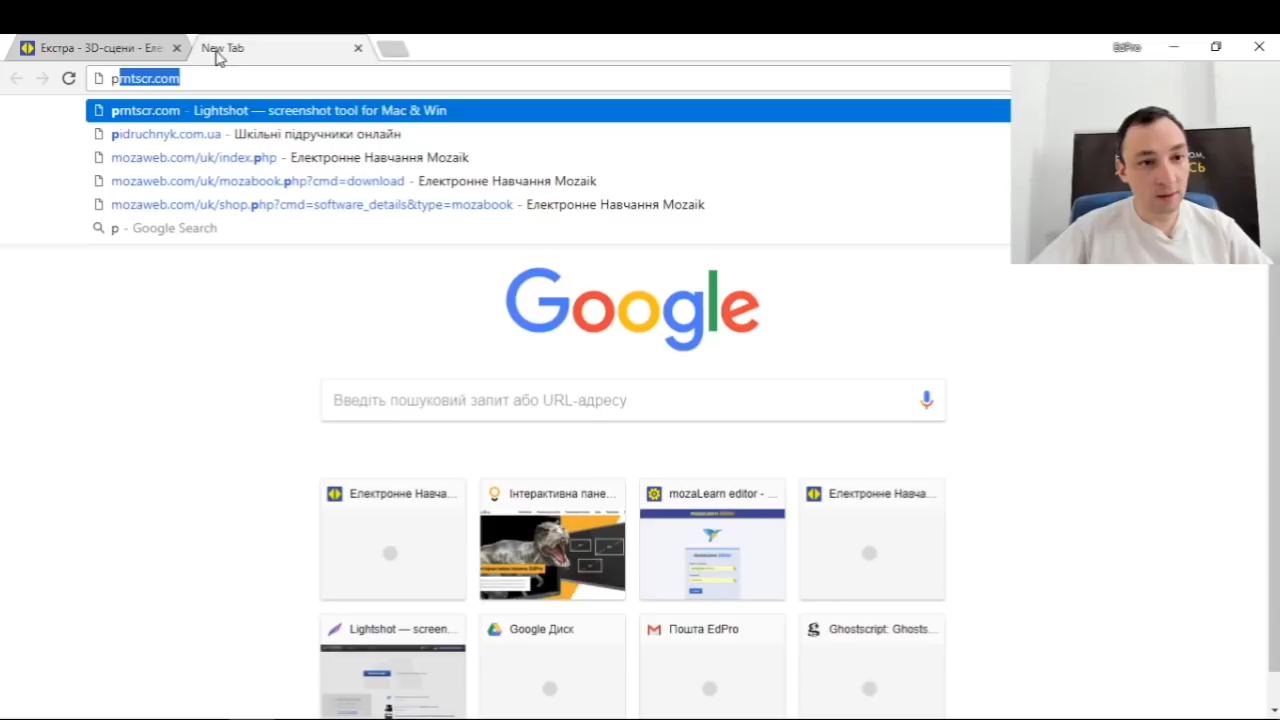 Екстра - 3D-сцени - Еле
New Tab
EdPro
prntscr.com
prntscr.com - Lightshot — screenshot tool for Mac & Win
pidruchnyk.com.ua - Шкільні підручники онлайн
mozaweb.com/uk/index.php - Електронне Навчання Mozaik
mozaweb.com/uk/mozabook.php?cmd=download - Електронне Навчання Mozaik
mozaweb.com/uk/shop.php?cmd=software_details&type=mozabook - Електронне Навчання Mozaik
p - Google Search
Google
Введіть пошуковий запит або URL-адресу
Електронне Навча...
Інтерактивна пане...
mozaLearn editor - ...
Електронне Навча...
Lightshot — screen...
Google Диск
Пошта EdPro
Ghostscript: Ghosts...